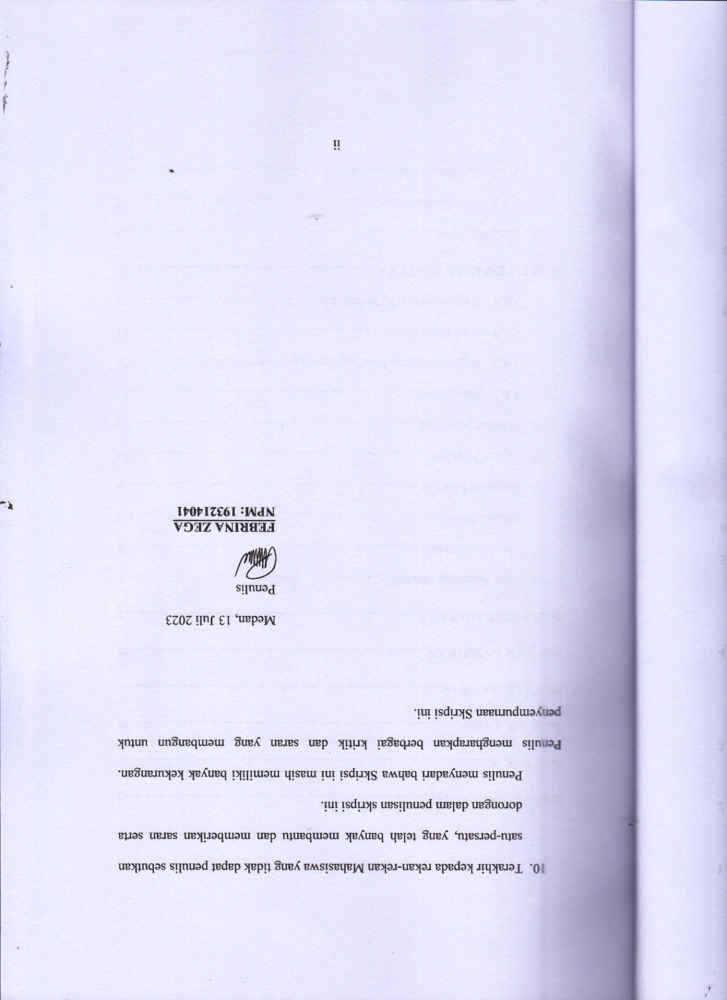 10. Terakhir kepada rekan-rekan Mahasiswa yang tidak dapat penulis sebutkan
satu-persatu, yang telah banyak membantu dan memberikan saran serta
dorongan dalam penulisan skripsi ini.
Penulis menyadari bahwa Skripsi ini masih memiliki banyak kekurangan.
Penulis mengharapkan berbagai kritik dan saran yang membangun untuk
penyempurnaan Skripsi ini.
Medan, 13 Juli 2023
Penulis
FEBRINA ZEGA
NPM: 193214041
ii